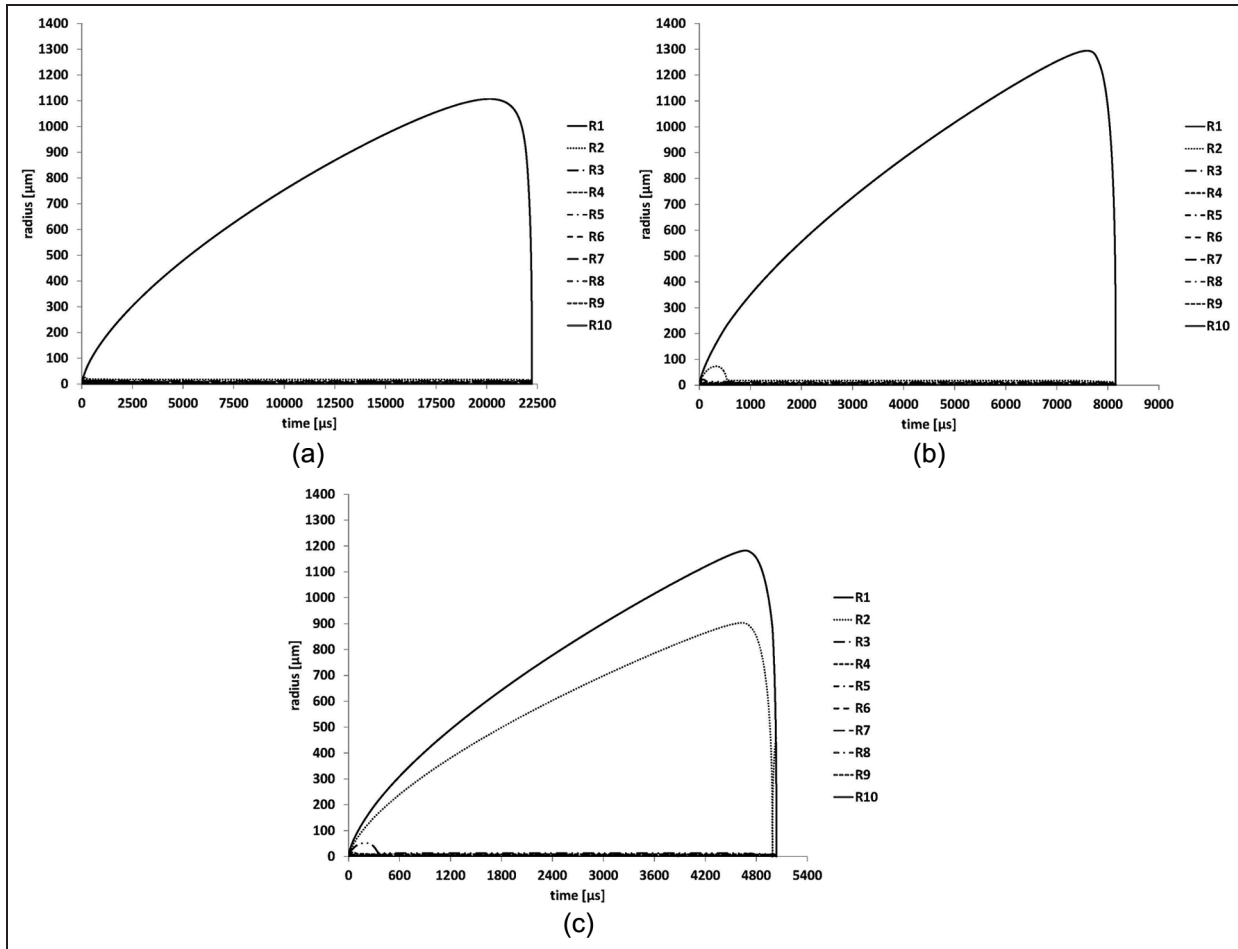 1400
1300
1200
1100
1000
900
800
700
600
500
400
300
200
100
0
radius [µm]
0 2500 5000 7500 10000 12500 15000 17500 20000 22500
time [µs]
R1
R2
R3
R4
R5
R6
R7
R8
R9
R10
(a)
1400
1300
1200
1100
1000
900
800
700
600
500
400
300
200
100
0
radius [µm]
0 1000 2000 3000 4000 5000 6000 7000 8000 9000
time [µs]
R1
R2
R3
R4
R5
R6
R7
R8
R9
R10
(b)
1400
1300
1200
1100
1000
900
800
700
600
500
400
300
200
100
0
radius [µm]
0 600 1200 1800 2400 3000 3600 4200 4800 5400
time [µs]
R1
R2
R3
R4
R5
R6
R7
R8
R9
R10
(c)